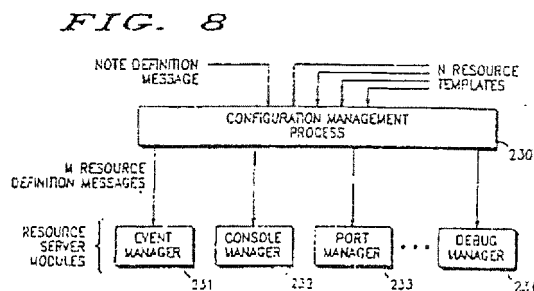 FIG. 8
NOTE DEFINITION
MESSAGE
N RESOURCE
TEMPLATES
CONFIGURATION MANAGEMENT
PROCESS
230
M RESOURCE
DEFINITION MESSAGES
RESOURCE
SERVER
MODULES
EVENT
MANAGER
CONSOLE
MANAGER
PORT
MANAGER
• • •
DEBUG
MANAGER
231
232
233